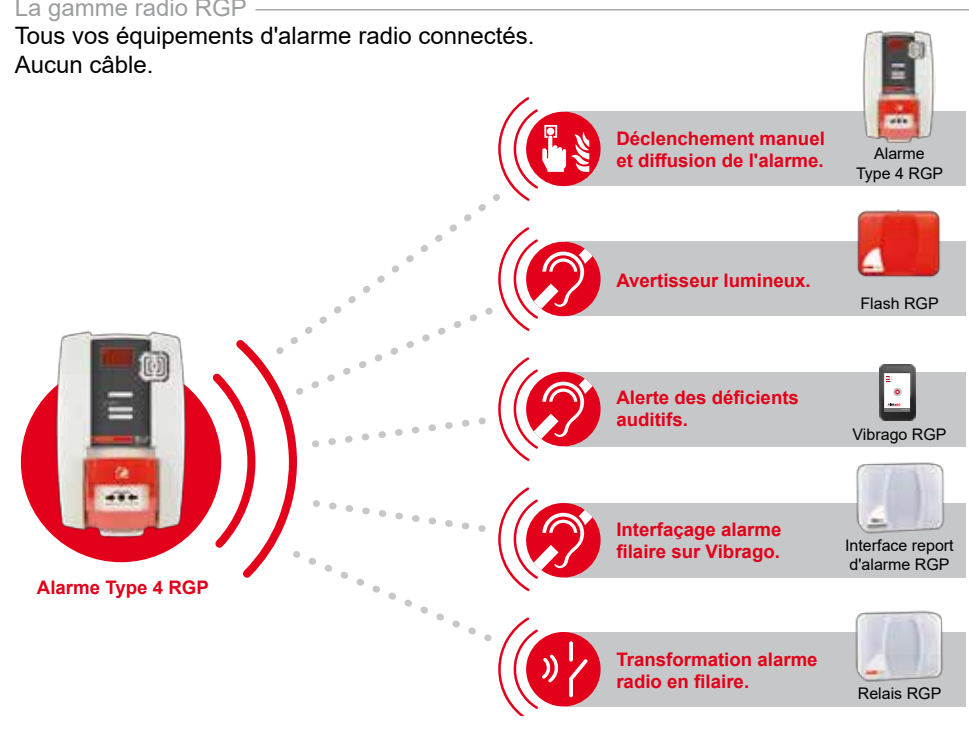 La gamme radio RGP
Tous vos équipements d'alarme radio connectés.
Aucun câble.
Déclenchement manuel
et diffusion de l'alarme.
Alarme
Type 4 RGP
Avertisseur lumineux.
Flash RGP
Alerte des déficients
auditifs.
Vibrago RGP
Interfaçage alarme
filaire sur Vibrago.
Interface report
d'alarme RGP
Transformation alarme
radio en filaire.
Relais RGP
Alarme Type 4 RGP